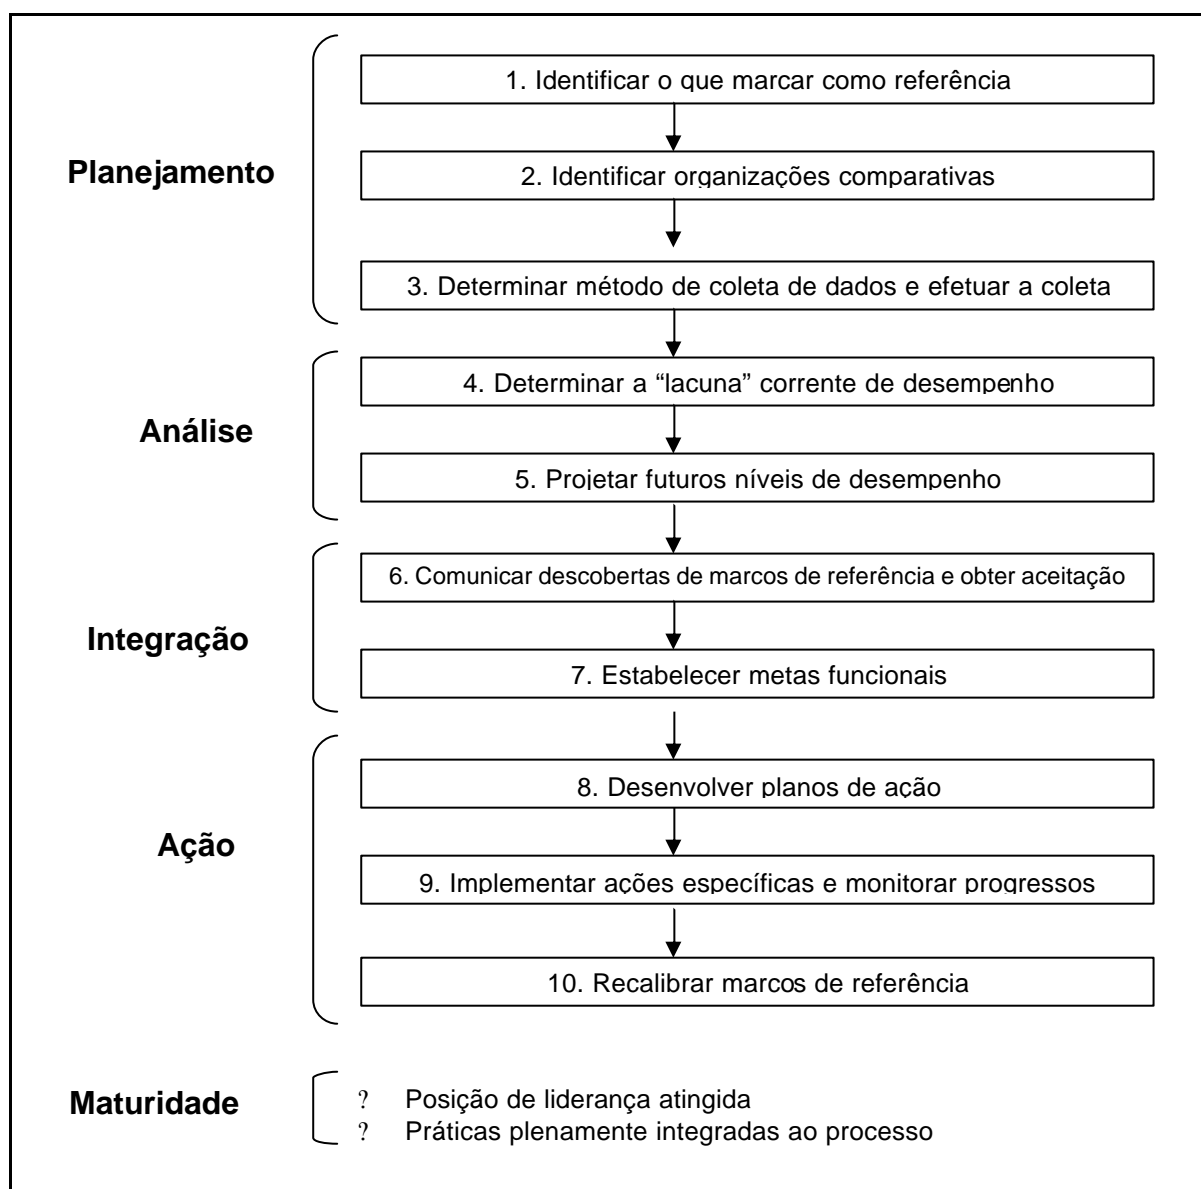 1. Identificar o que marcar como referência
Planejamento
2. Identificar organizações comparativas
3. Determinar método de coleta de dados e efetuar a coleta
4. Determinar a “lacuna” corrente de desempenho
Análise
5. Projetar futuros níveis de desempenho
6. Comunicar descobertas de marcos de referência e obter aceitação
Integração
7. Estabelecer metas funcionais
8. Desenvolver planos de ação
Ação
9. Implementar ações específicas e monitorar progressos
10. Recalibrar marcos de referência
Maturidade
? Posição de liderança atingida
? Práticas plenamente integradas ao processo